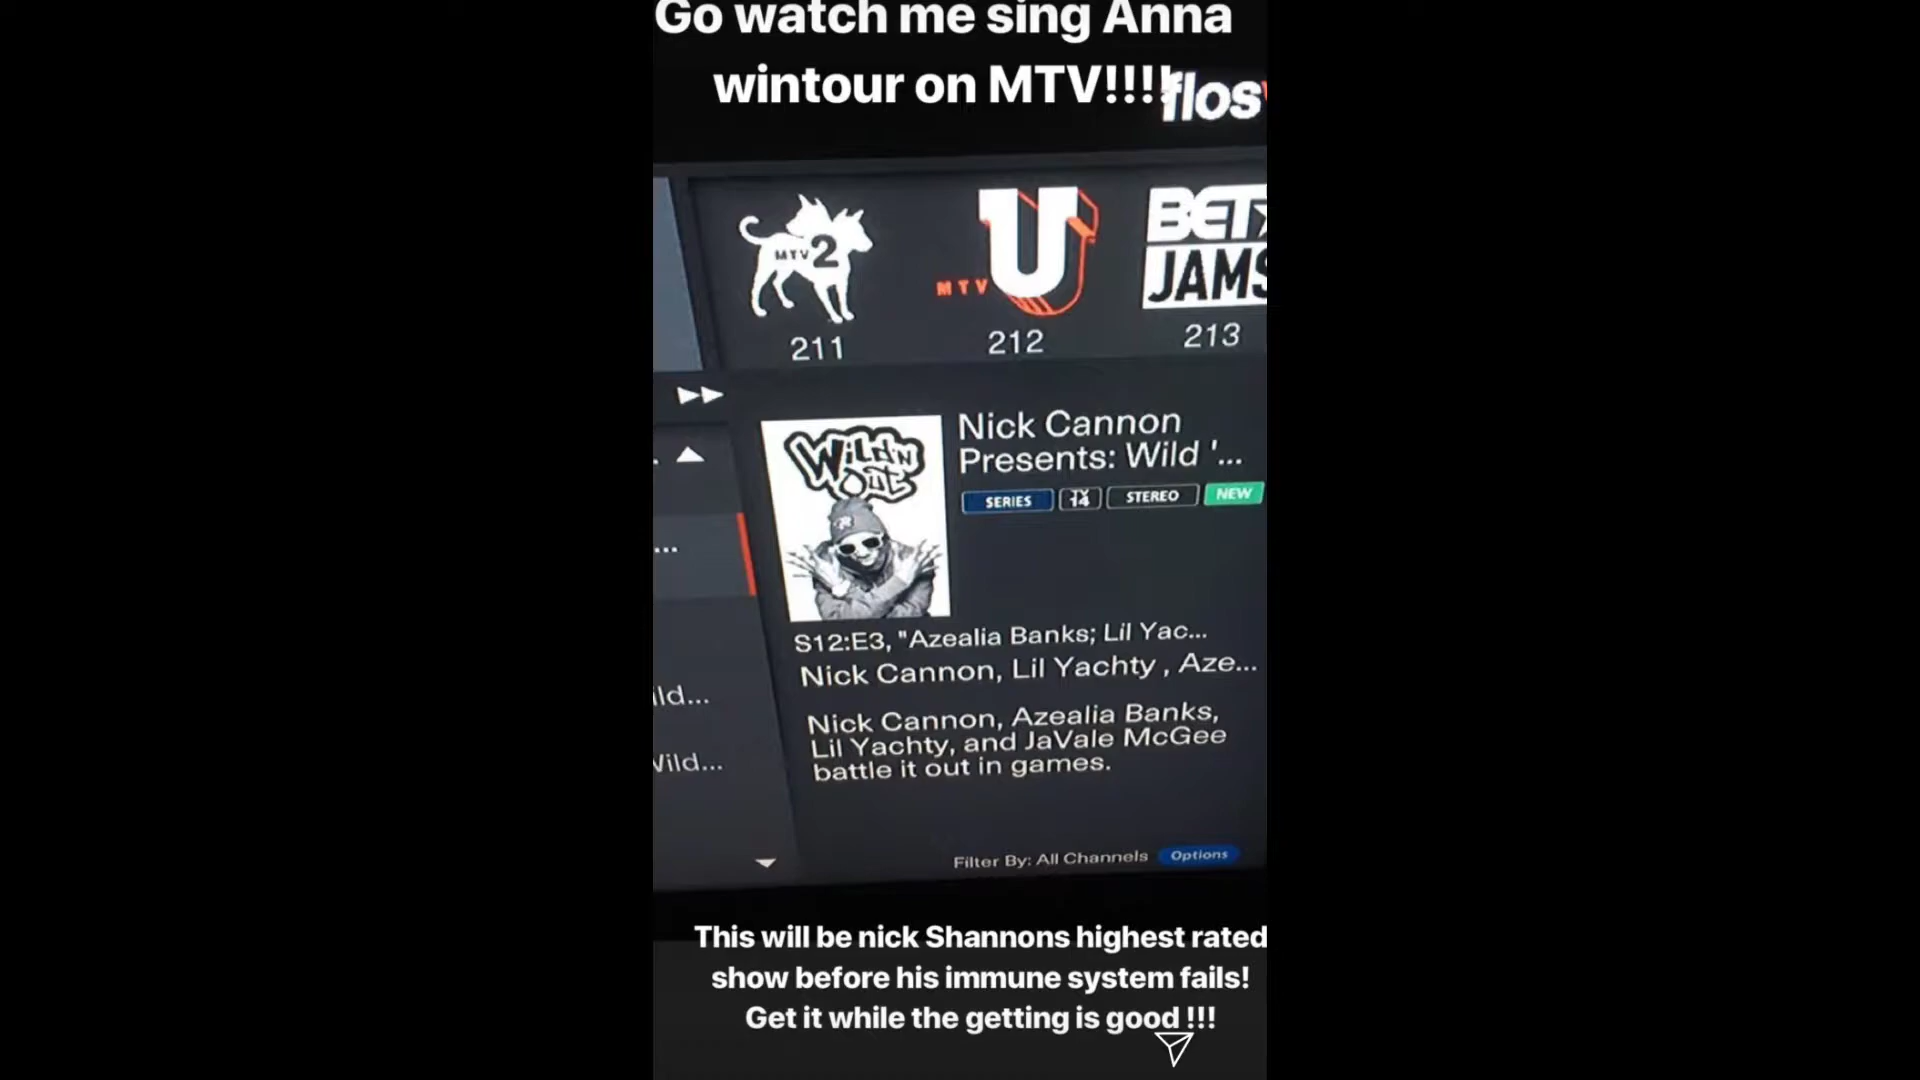 Go watch me sing Anna
wintour on MTV!!!!
flos
MTV 2
MTV U
BET
JAMS
211
212
213
Wild'N
Out
Nick Cannon
Presents: Wild '...
SERIES
14
STEREO
NEW
...
S12:E3, "Azealia Banks; Lil Yac...
Nick Cannon, Lil Yachty , Aze...
ild...
Nick Cannon, Azealia Banks,
Lil Yachty, and JaVale McGee
battle it out in games.
Wild...
Filter By: All Channels
Options
This will be nick Shannons highest rated
show before his immune system fails!
Get it while the getting is good !!!